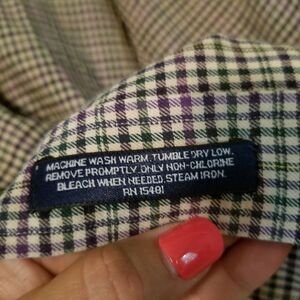 MACHINE WASH WARM. TUMBLE DRY LOW.
REMOVE PROMPTLY. ONLY NON-CHLORINE
BLEACH WHEN NEEDED. STEAM IRON.
RN 15481